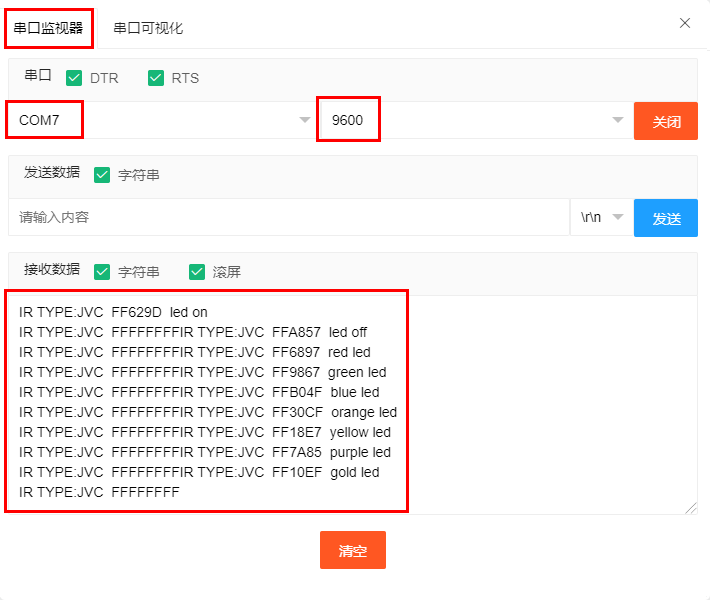 串口监视器 串口可视化
串口 DTR RTS
COM7 9600 关闭
发送数据 字符串
请输入内容 \r\n 发送
接收数据 字符串 滚屏
IR TYPE:JVC  FF629D  led on
IR TYPE:JVC  FFFFFFFFIR TYPE:JVC  FFA857  led off
IR TYPE:JVC  FFFFFFFFIR TYPE:JVC  FF6897  red led
IR TYPE:JVC  FFFFFFFFIR TYPE:JVC  FF9867  green led
IR TYPE:JVC  FFFFFFFFIR TYPE:JVC  FFB04F  blue led
IR TYPE:JVC  FFFFFFFFIR TYPE:JVC  FF30CF  orange led
IR TYPE:JVC  FFFFFFFFIR TYPE:JVC  FF18E7  yellow led
IR TYPE:JVC  FFFFFFFFIR TYPE:JVC  FF7A85  purple led
IR TYPE:JVC  FFFFFFFFIR TYPE:JVC  FF10EF  gold led
IR TYPE:JVC  FFFFFFFF
清空